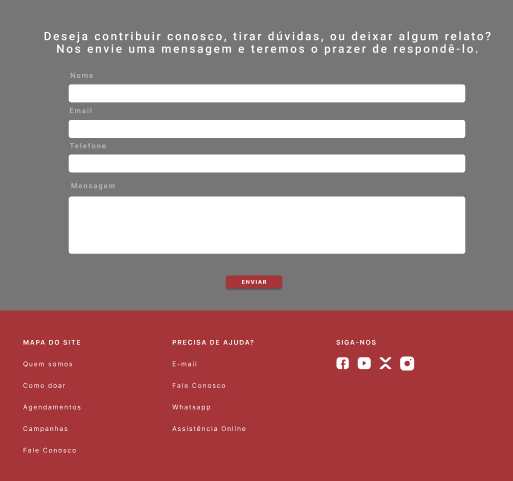 Deseja contribuir conosco, tirar dúvidas, ou deixar algum relato?
Nos envie uma mensagem e teremos o prazer de respondê-lo.
Nome
Email
Telefone
Mensagem
ENVIAR
MAPA DO SITE
Quem somos
Como doar
Agendamentos
Campanhas
Fale Conosco
PRECISA DE AJUDA?
E-mail
Fale Conosco
Whatsapp
Assistência Online
SIGA-NOS